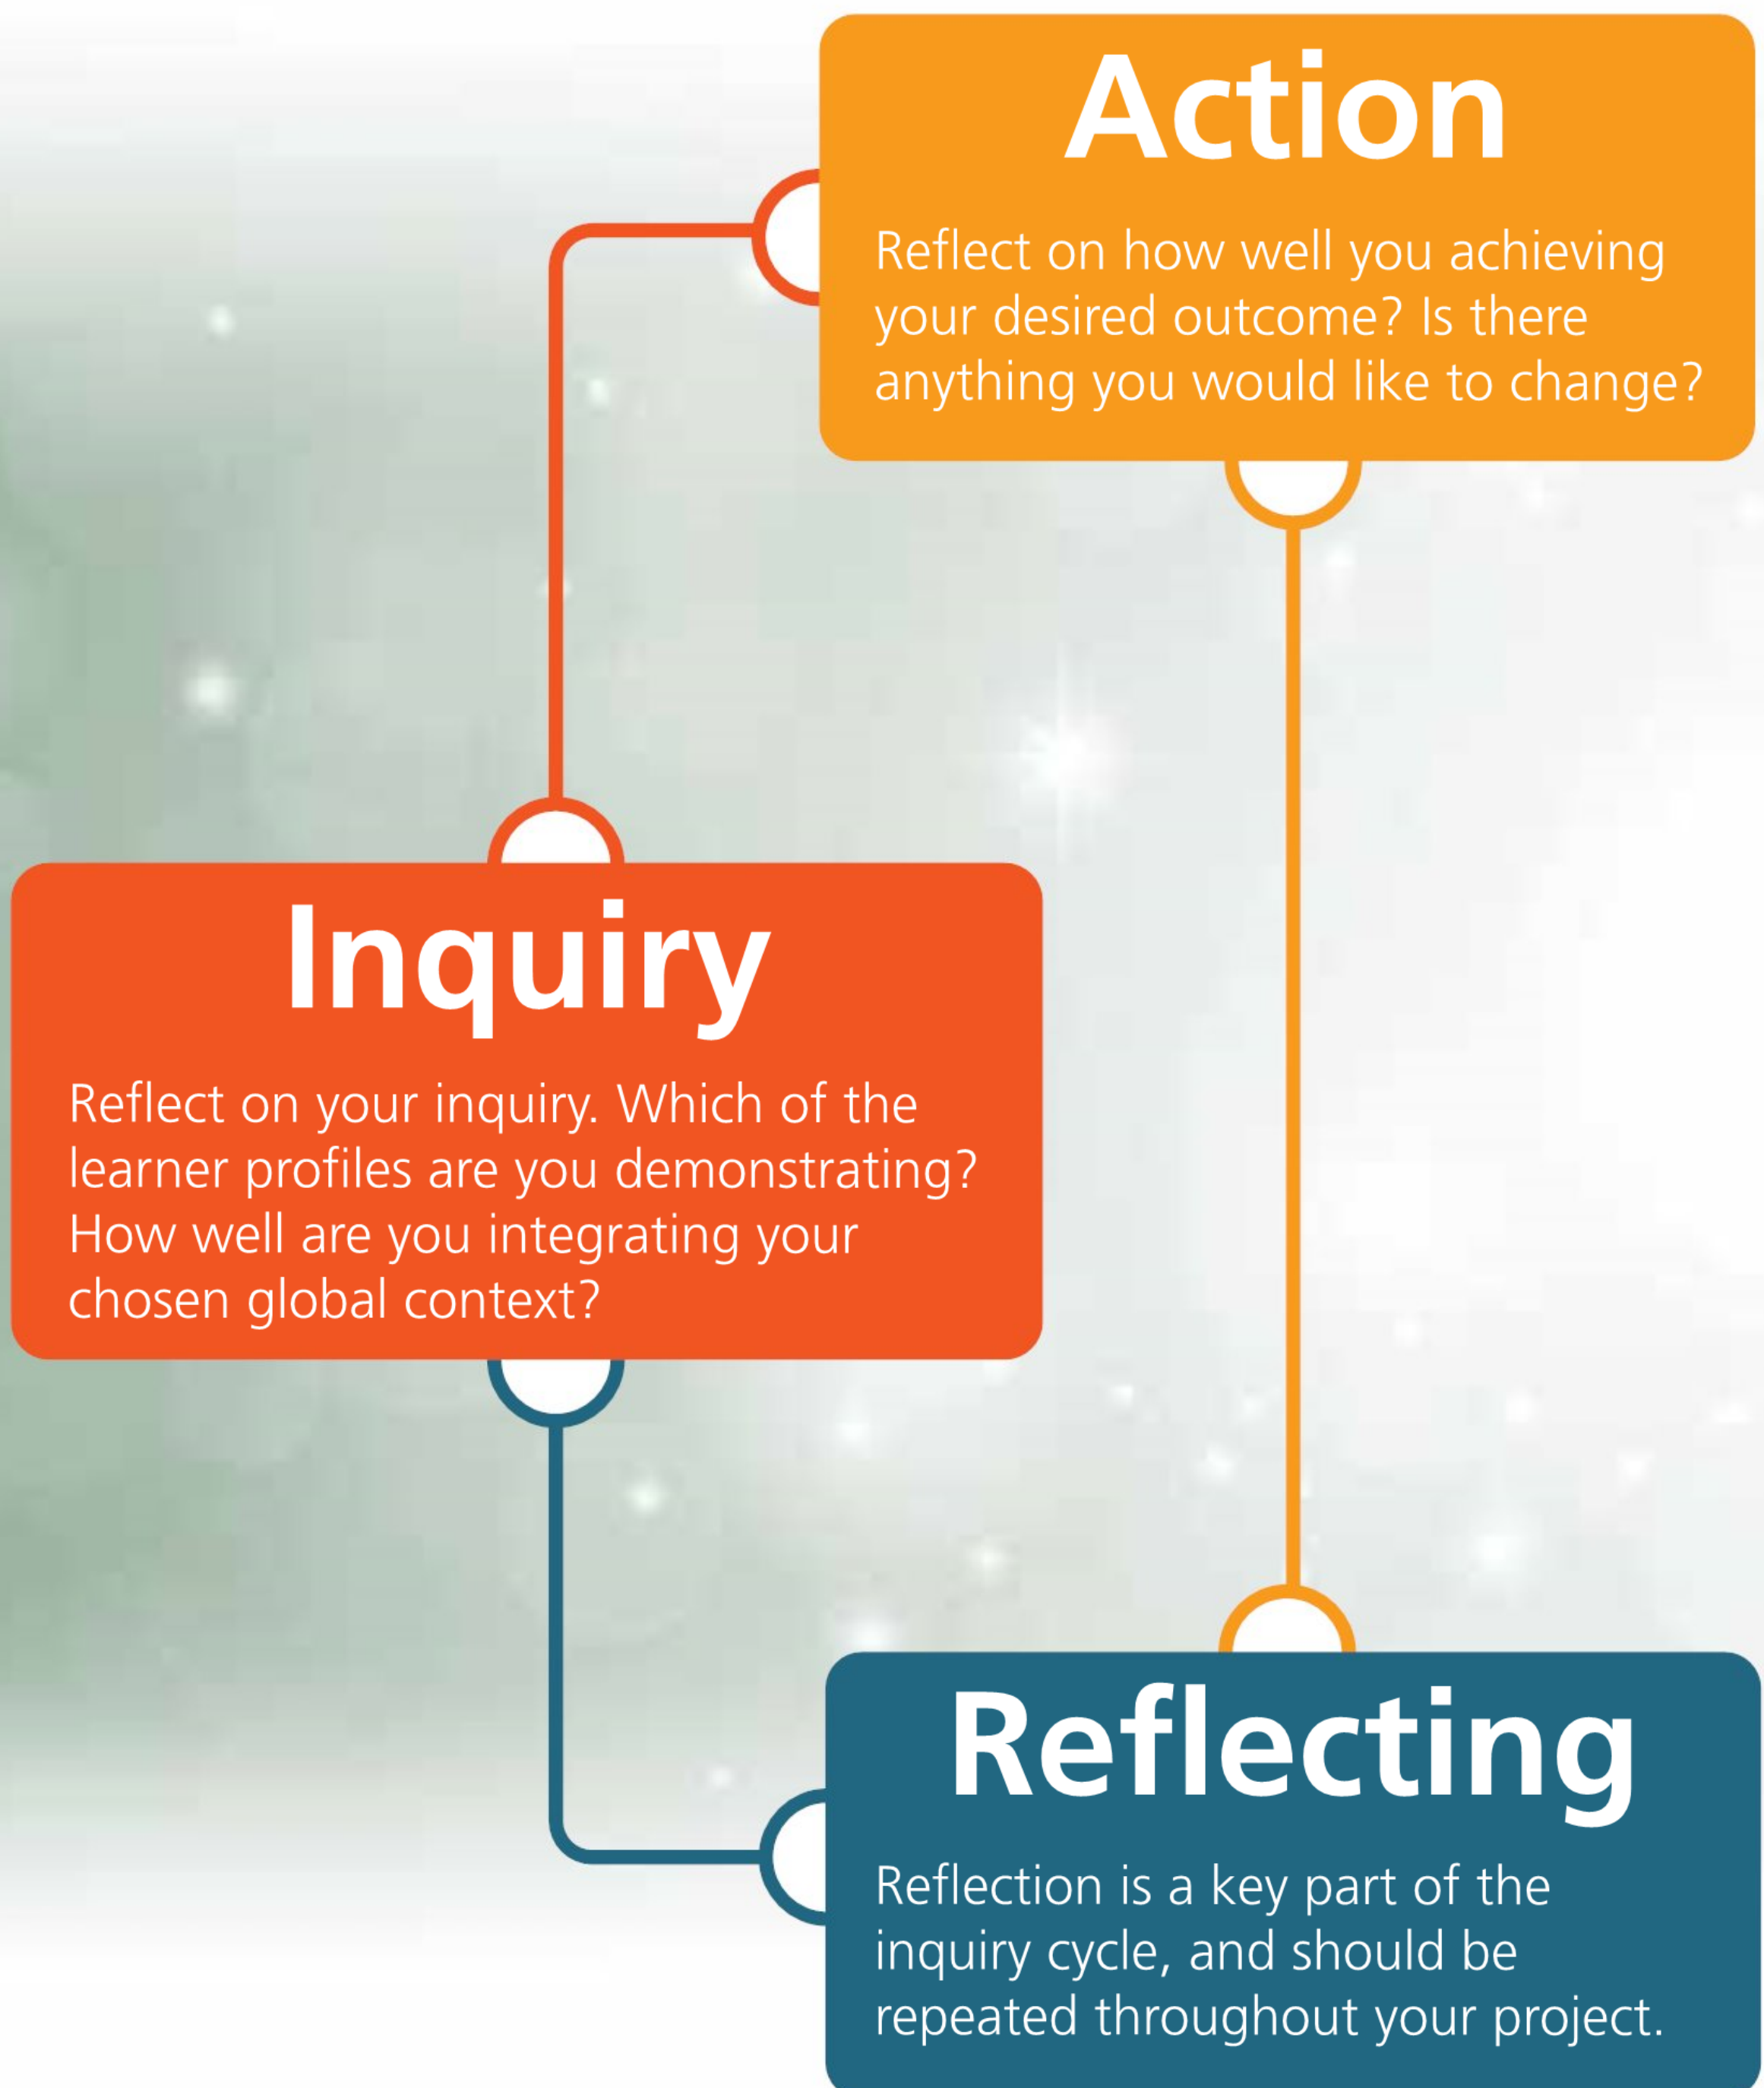 Action
Reflect on how well you achieving
your desired outcome? Is there
anything you would like to change?
Inquiry
Reflect on your inquiry. Which of the
learner profiles are you demonstrating?
How well are you integrating your
chosen global context?
Reflecting
Reflection is a key part of the
inquiry cycle, and should be
repeated throughout your project.